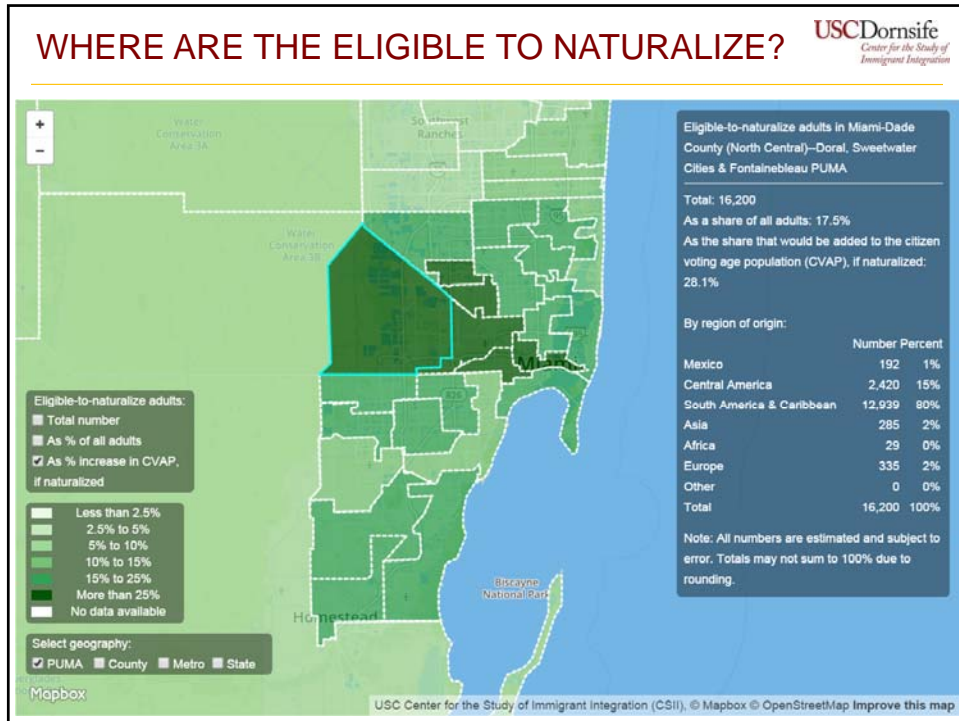 WHERE ARE THE ELIGIBLE TO NATURALIZE?
USCDornsife
Center for the Study of
Immigrant Integration
+
−
Water
Conservation
Area 3A
Southwest
Ranches
Water
Conservation
Area 3B
Miami
826
Biscayne
National Park
Homestead
Eligible-to-naturalize adults in Miami-Dade
County (North Central)--Doral, Sweetwater
Cities & Fontainebleau PUMA
Total: 16,200
As a share of all adults: 17.5%
As the share that would be added to the citizen
voting age population (CVAP), if naturalized:
28.1%
By region of origin:
Number Percent
Mexico 192 1%
Central America 2,420 15%
South America & Caribbean 12,939 80%
Asia 285 2%
Africa 29 0%
Europe 335 2%
Other 0 0%
Total 16,200 100%
Note: All numbers are estimated and subject to
error. Totals may not sum to 100% due to
rounding.
Eligible-to-naturalize adults:
Total number
As % of all adults
As % increase in CVAP,
if naturalized
Less than 2.5%
2.5% to 5%
5% to 10%
10% to 15%
15% to 25%
More than 25%
No data available
Select geography:
PUMA County Metro State
Mapbox
USC Center for the Study of Immigrant Integration (CSII), © Mapbox © OpenStreetMap Improve this map